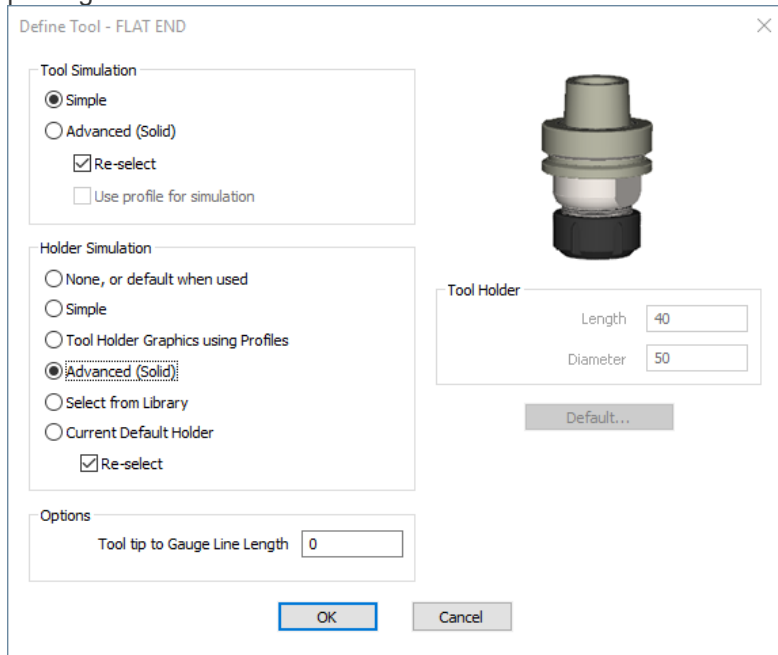 Define Tool - FLAT END
Tool Simulation
Simple
Advanced (Solid)
Re-select
Use profile for simulation
Holder Simulation
None, or default when used
Simple
Tool Holder Graphics using Profiles
Advanced (Solid)
Select from Library
Current Default Holder
Re-select
Tool Holder
Length 40
Diameter 50
Default...
Options
Tool tip to Gauge Line Length 0
OK Cancel